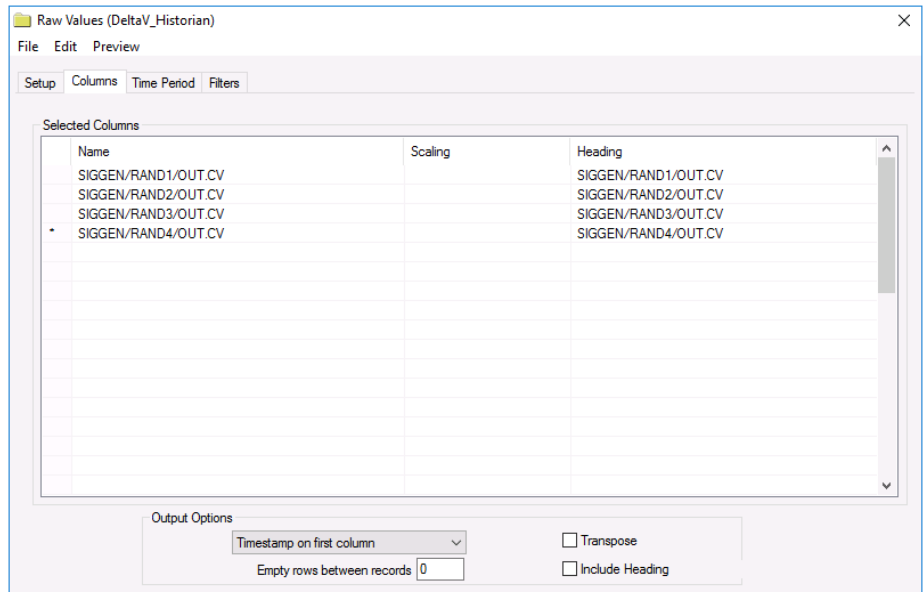 Raw Values (DeltaV_Historian)
File Edit Preview
Setup Columns Time Period Filters
Selected Columns
Name Scaling Heading
SIGGEN/RAND1/OUT.CV SIGGEN/RAND1/OUT.CV
SIGGEN/RAND2/OUT.CV SIGGEN/RAND2/OUT.CV
SIGGEN/RAND3/OUT.CV SIGGEN/RAND3/OUT.CV
* SIGGEN/RAND4/OUT.CV SIGGEN/RAND4/OUT.CV
Output Options
Timestamp on first column Transpose
Empty rows between records 0 Include Heading